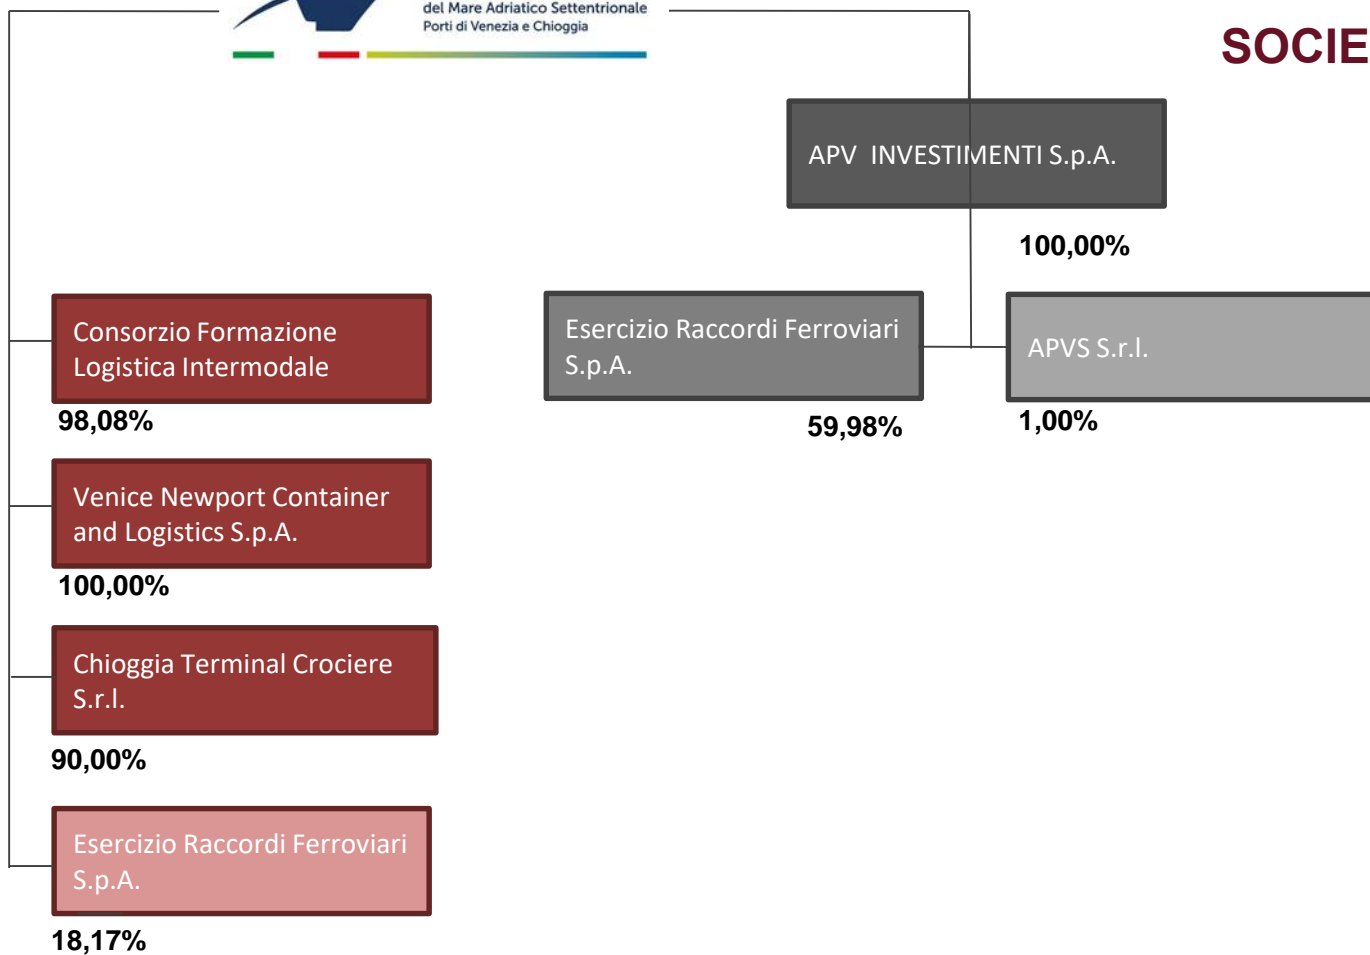 del Mare Adriatico Settentrionale
Porti di Venezia e Chioggia
SOCIE
APV INVESTIMENTI S.p.A.
100,00%
Consorzio Formazione
Logistica Intermodale
98,08%
Esercizio Raccordi Ferroviari
S.p.A.
59,98%
APVS S.r.l.
1,00%
Venice Newport Container
and Logistics S.p.A.
100,00%
Chioggia Terminal Crociere
S.r.l.
90,00%
Esercizio Raccordi Ferroviari
S.p.A.
18,17%